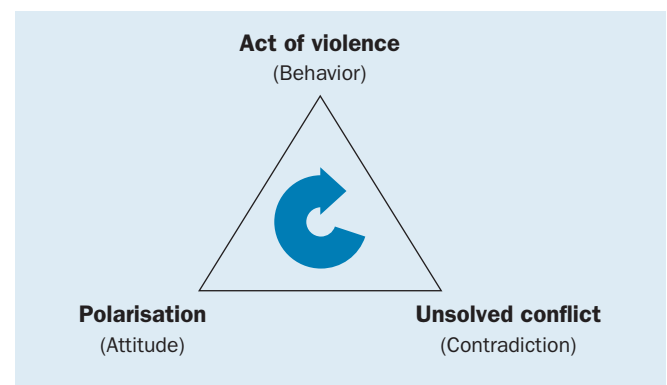 Act of violence
(Behavior)
Polarisation
(Attitude)
Unsolved conflict
(Contradiction)